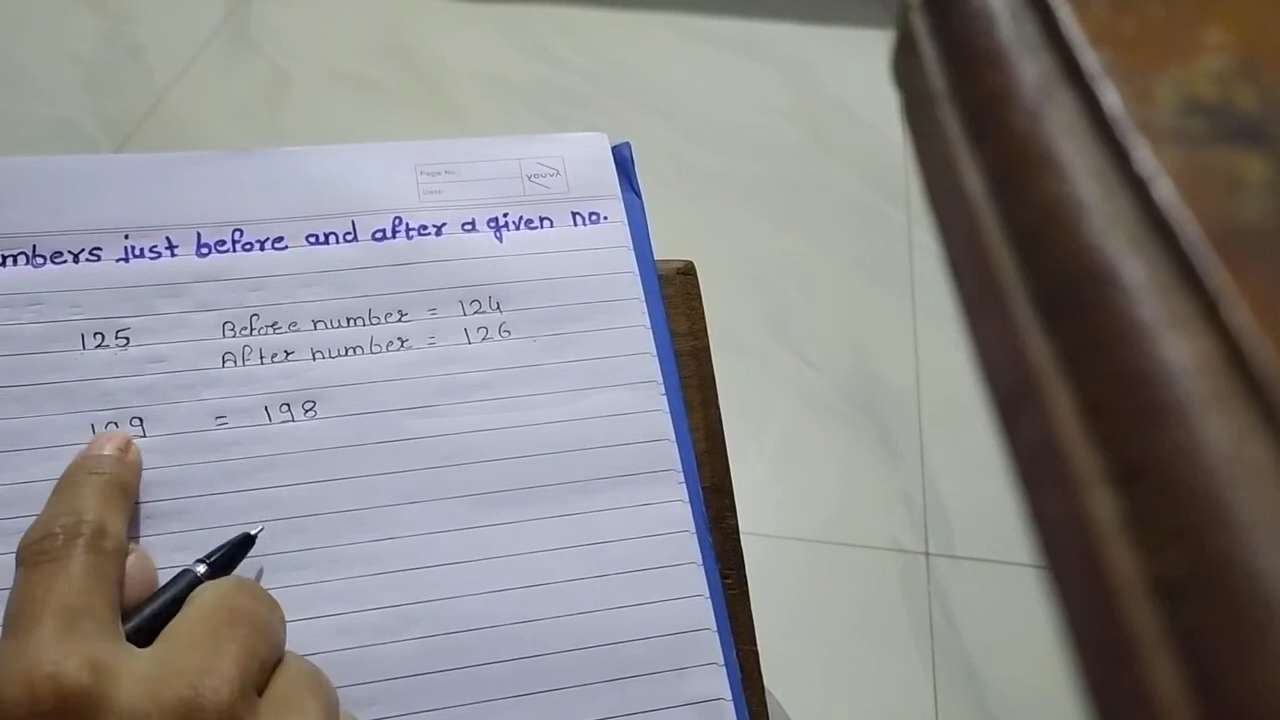 Page No.
Date:
YOUVA
mbers just before and after a given no.
125 Before number = 124
After number = 126
199 = 198